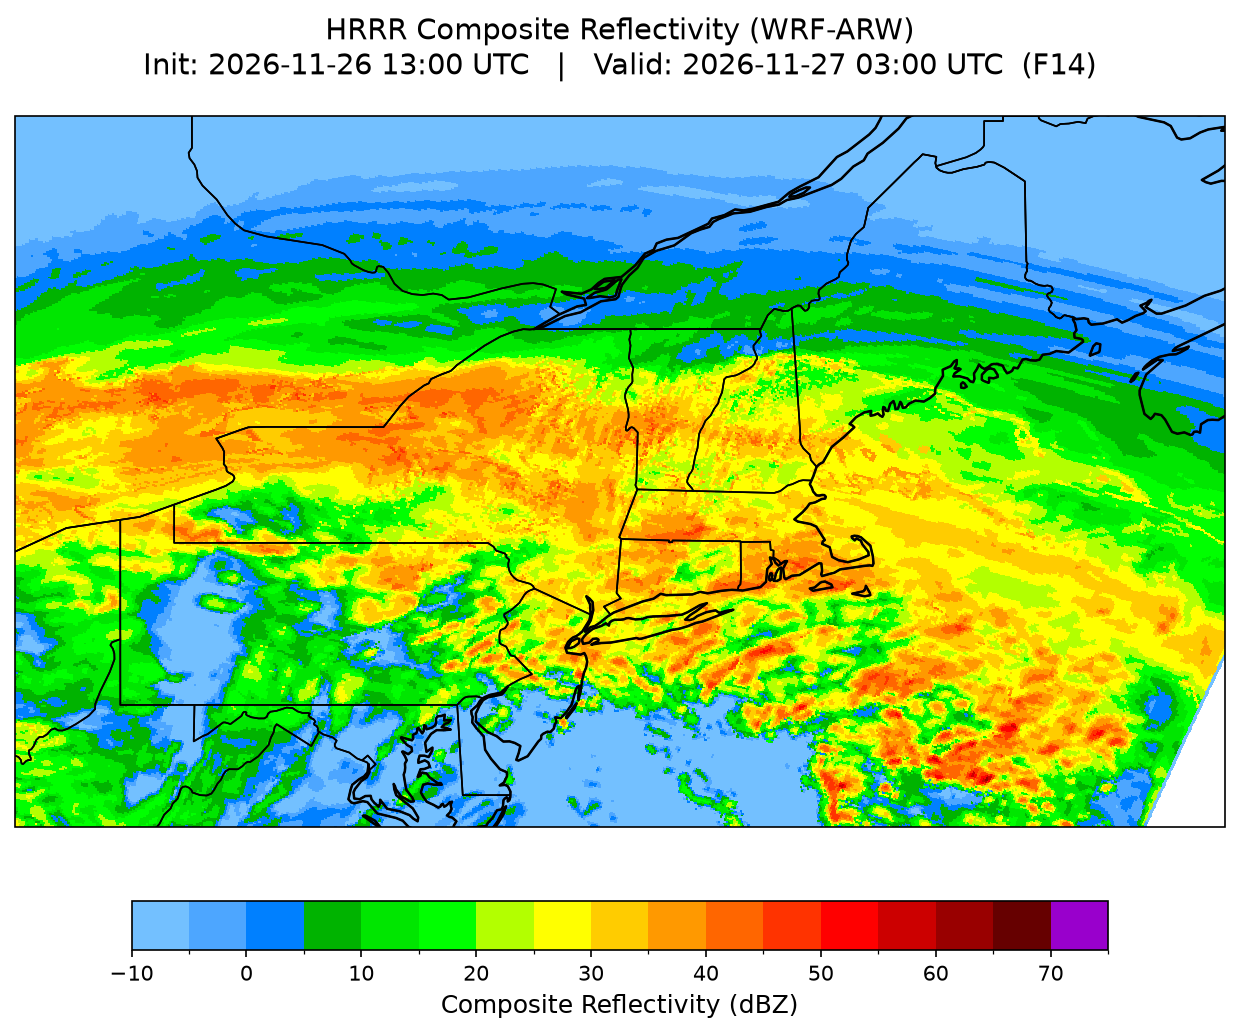 HRRR Composite Reflectivity (WRF-ARW)
Init: 2026-11-26 13:00 UTC | Valid: 2026-11-27 03:00 UTC (F14)
−10 0 10 20 30 40 50 60 70
Composite Reflectivity (dBZ)